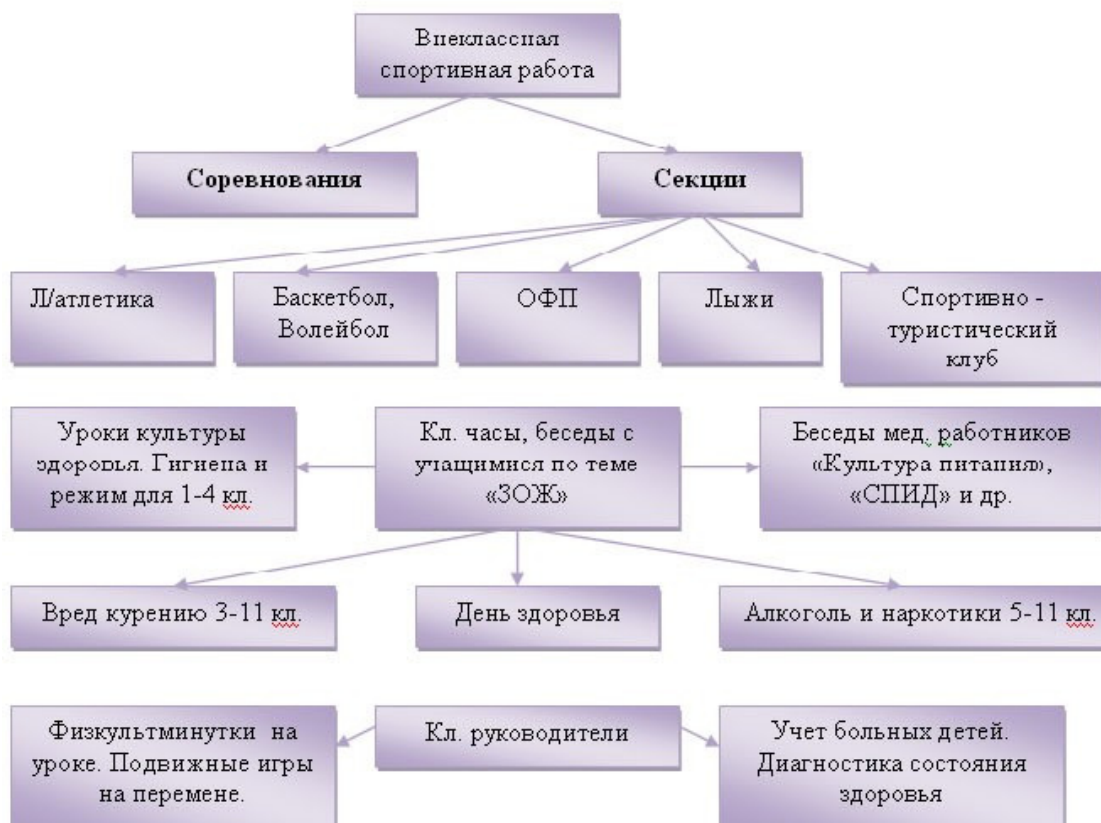 Внеклассная
спортивная работа
Соревнования
Секции
Л/атлетика
Баскетбол,
Волейбол
ОФП
Лыжи
Спортивно -
туристический
клуб
Уроки культуры
здоровья. Гигиена и
режим для 1-4 кл.
Кл. часы, беседы с
учащимися по теме
«ЗОЖ»
Беседы мед. работников
«Культура питания»,
«СПИД» и др.
Вред курению 3-11 кл.
День здоровья
Алкоголь и наркотики 5-11 кл.
Физкультминутки на
уроке. Подвижные игры
на перемене.
Кл. руководители
Учет больных детей.
Диагностика состояния
здоровья